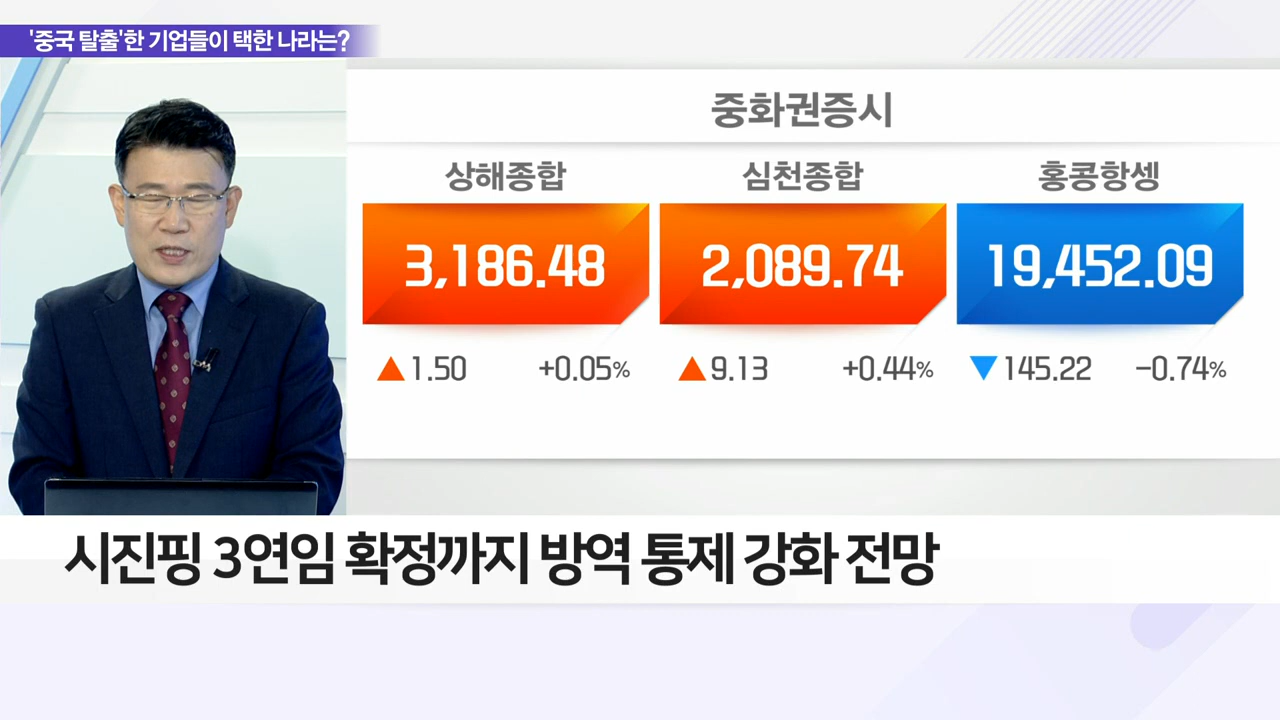 '중국 탈출'한 기업들이 택한 나라는?
중화권증시
상해종합 심천종합 홍콩항셍
3,186.48 2,089.74 19,452.09
▲1.50 +0.05% ▲9.13 +0.44% ▼145.22 -0.74%
시진핑 3연임 확정까지 방역 통제 강화 전망